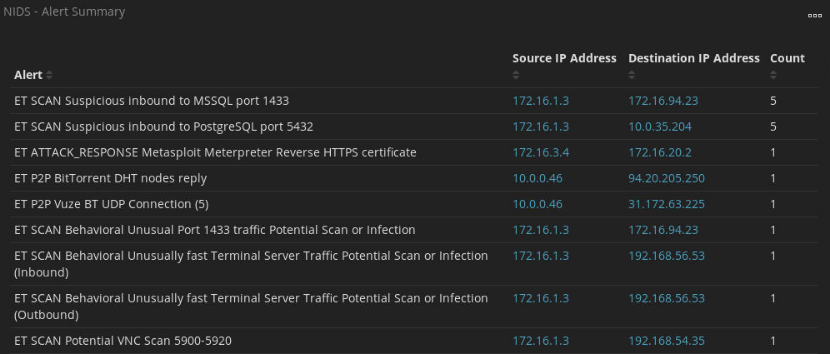 NIDS - Alert Summary
Alert Source IP Address Destination IP Address Count
ET SCAN Suspicious inbound to MSSQL port 1433 172.16.1.3 172.16.94.23 5
ET SCAN Suspicious inbound to PostgreSQL port 5432 172.16.1.3 10.0.35.204 5
ET ATTACK_RESPONSE Metasploit Meterpreter Reverse HTTPS certificate 172.16.3.4 172.16.20.2 1
ET P2P BitTorrent DHT nodes reply 10.0.0.46 94.20.205.250 1
ET P2P Vuze BT UDP Connection (5) 10.0.0.46 31.172.63.225 1
ET SCAN Behavioral Unusual Port 1433 traffic Potential Scan or Infection 172.16.1.3 172.16.94.23 1
ET SCAN Behavioral Unusually fast Terminal Server Traffic Potential Scan or Infection 172.16.1.3 192.168.56.53 1
(Inbound)
ET SCAN Behavioral Unusually fast Terminal Server Traffic Potential Scan or Infection 172.16.1.3 192.168.56.53 1
(Outbound)
ET SCAN Potential VNC Scan 5900-5920 172.16.1.3 192.168.54.35 1